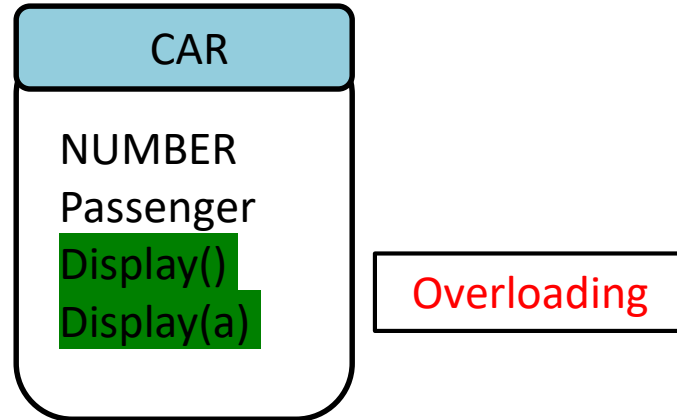 CAR
NUMBER
Passenger
Display()
Display(a)
Overloading